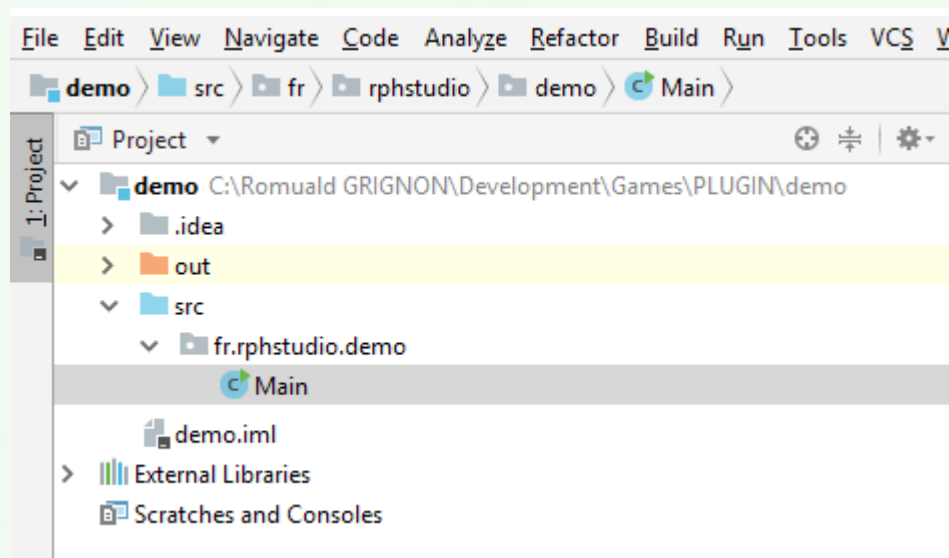 File Edit View Navigate Code Analyze Refactor Build Run Tools VCS W
demo src fr rphstudio demo Main
1: Project
Project
demo C:\Romuald GRIGNON\Development\Games\PLUGIN\demo
.idea
out
src
fr.rphstudio.demo
Main
demo.iml
External Libraries
Scratches and Consoles